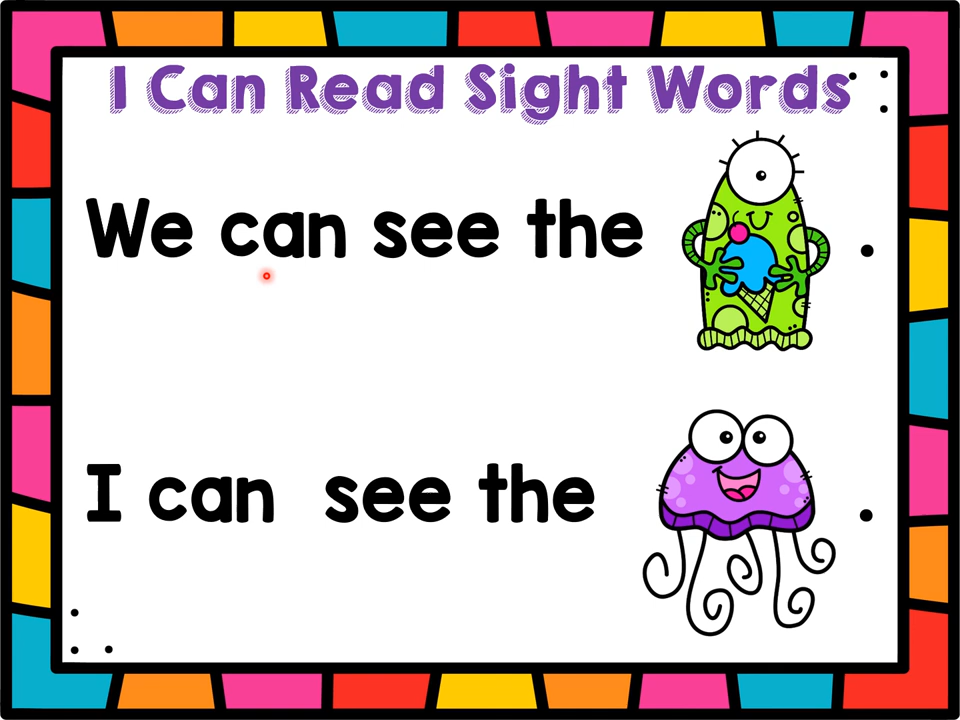 I Can Read Sight Words
We can see the .
I can see the .